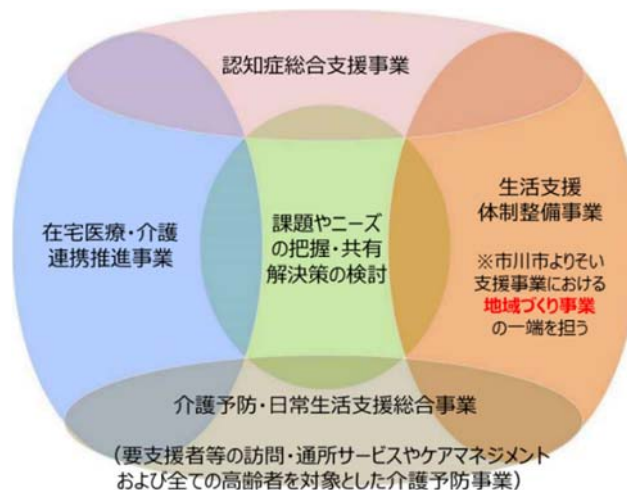 認知症総合支援事業
在宅医療・介護
連携推進事業
課題やニーズ
の把握・共有
解決策の検討
生活支援
体制整備事業
※市川市よりそい
支援事業における
地域づくり事業
の一端を担う
介護予防・日常生活支援総合事業
（要支援者等の訪問・通所サービスやケアマネジメント
および全ての高齢者を対象とした介護予防事業）